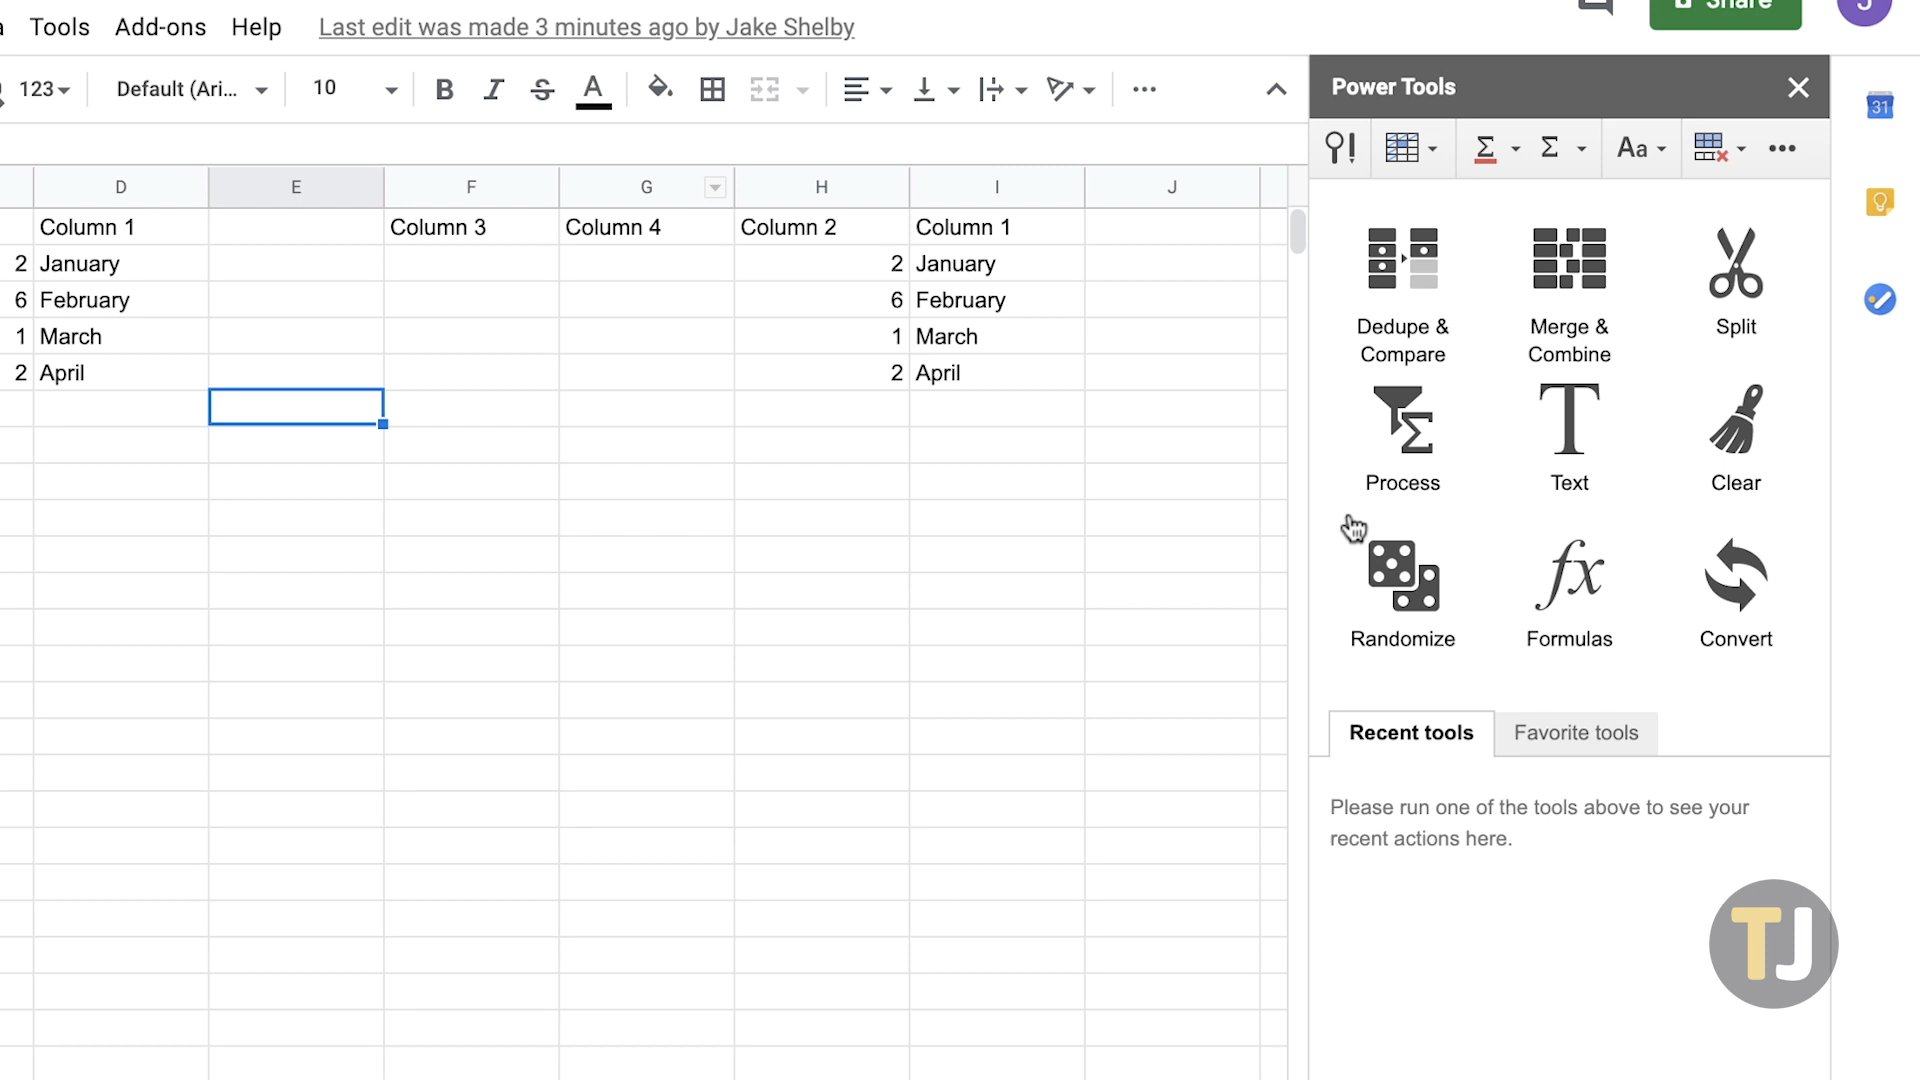 Tools Add-ons Help Last edit was made 3 minutes ago by Jake Shelby
Share
J
123 Default (Ari... 10 B I S A
Power Tools
31
Σ Σ Aa
D E F G H I J
Column 1 Column 3 Column 4 Column 2 Column 1
2 January 2 January
6 February 6 February
1 March 1 March
2 April 2 April
Dedupe &
Compare
Merge &
Combine
Split
Process
T
Text
Clear
Randomize
fx
Formulas
Convert
Recent tools
Favorite tools
Please run one of the tools above to see your
recent actions here.
TJ